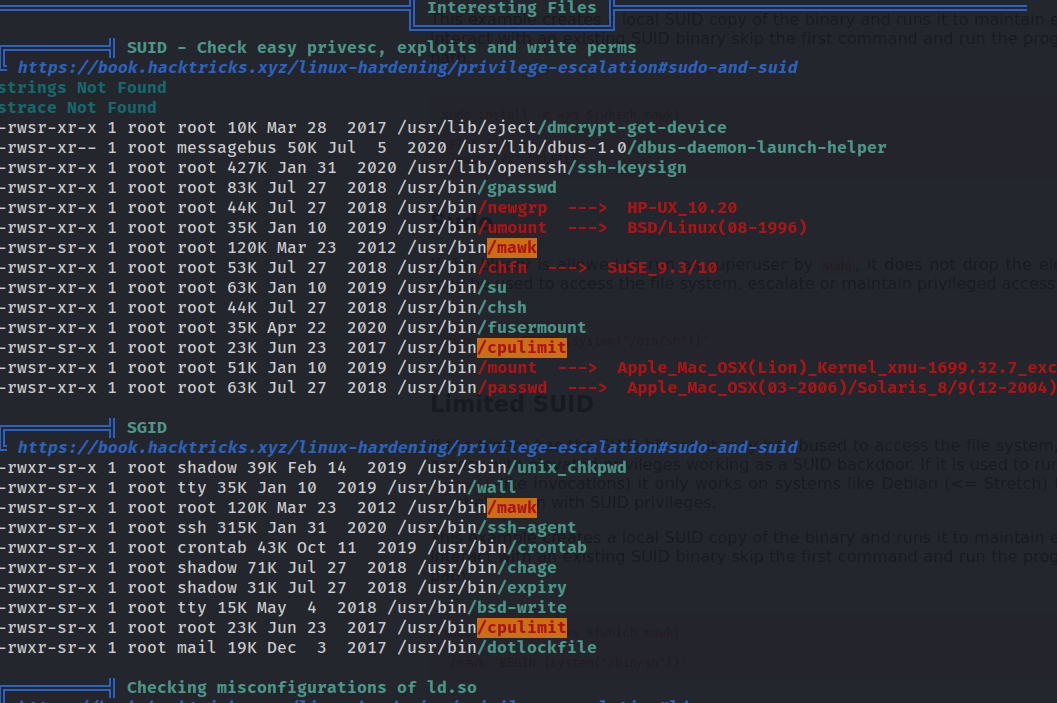 Interesting Files
SUID - Check easy privesc, exploits and write perms
https://book.hacktricks.xyz/linux-hardening/privilege-escalation#sudo-and-suid
strings Not Found
strace Not Found
-rwsr-xr-x 1 root root 10K Mar 28  2017 /usr/lib/eject/dmcrypt-get-device
-rwsr-xr-- 1 root messagebus 50K Jul  5  2020 /usr/lib/dbus-1.0/dbus-daemon-launch-helper
-rwsr-xr-x 1 root root 427K Jan 31  2020 /usr/lib/openssh/ssh-keysign
-rwsr-xr-x 1 root root 83K Jul 27  2018 /usr/bin/gpasswd
-rwsr-xr-x 1 root root 44K Jul 27  2018 /usr/bin/newgrp  --->  HP-UX_10.20
-rwsr-xr-x 1 root root 35K Jan 10  2019 /usr/bin/umount  --->  BSD/Linux(08-1996)
-rwsr-sr-x 1 root root 120K Mar 23  2012 /usr/bin/mawk
-rwsr-xr-x 1 root root 53K Jul 27  2018 /usr/bin/chfn  --->  SuSE_9.3/10
-rwsr-xr-x 1 root root 63K Jan 10  2019 /usr/bin/su
-rwsr-xr-x 1 root root 44K Jul 27  2018 /usr/bin/chsh
-rwsr-xr-x 1 root root 35K Apr 22  2020 /usr/bin/fusermount
-rwsr-sr-x 1 root root 23K Jun 23  2017 /usr/bin/cpulimit
-rwsr-xr-x 1 root root 51K Jan 10  2019 /usr/bin/mount  --->  Apple_Mac_OSX(Lion)_Kernel_xnu-1699.32.7_exc
-rwsr-xr-x 1 root root 63K Jul 27  2018 /usr/bin/passwd  --->  Apple_Mac_OSX(03-2006)/Solaris_8/9(12-2004)
Limited SUID
SGID
https://book.hacktricks.xyz/linux-hardening/privilege-escalation#sudo-and-suid
-rwxr-sr-x 1 root shadow 39K Feb 14  2019 /usr/sbin/unix_chkpwd
-rwxr-sr-x 1 root tty 35K Jan 10  2019 /usr/bin/wall
-rwsr-sr-x 1 root root 120K Mar 23  2012 /usr/bin/mawk
-rwxr-sr-x 1 root ssh 315K Jan 31  2020 /usr/bin/ssh-agent
-rwxr-sr-x 1 root crontab 43K Oct 11  2019 /usr/bin/crontab
-rwxr-sr-x 1 root shadow 71K Jul 27  2018 /usr/bin/chage
-rwxr-sr-x 1 root shadow 31K Jul 27  2018 /usr/bin/expiry
-rwxr-sr-x 1 root tty 15K May  4  2018 /usr/bin/bsd-write
-rwsr-sr-x 1 root root 23K Jun 23  2017 /usr/bin/cpulimit
-rwxr-sr-x 1 root mail 19K Dec  3  2017 /usr/bin/dotlockfile
Checking misconfigurations of ld.so